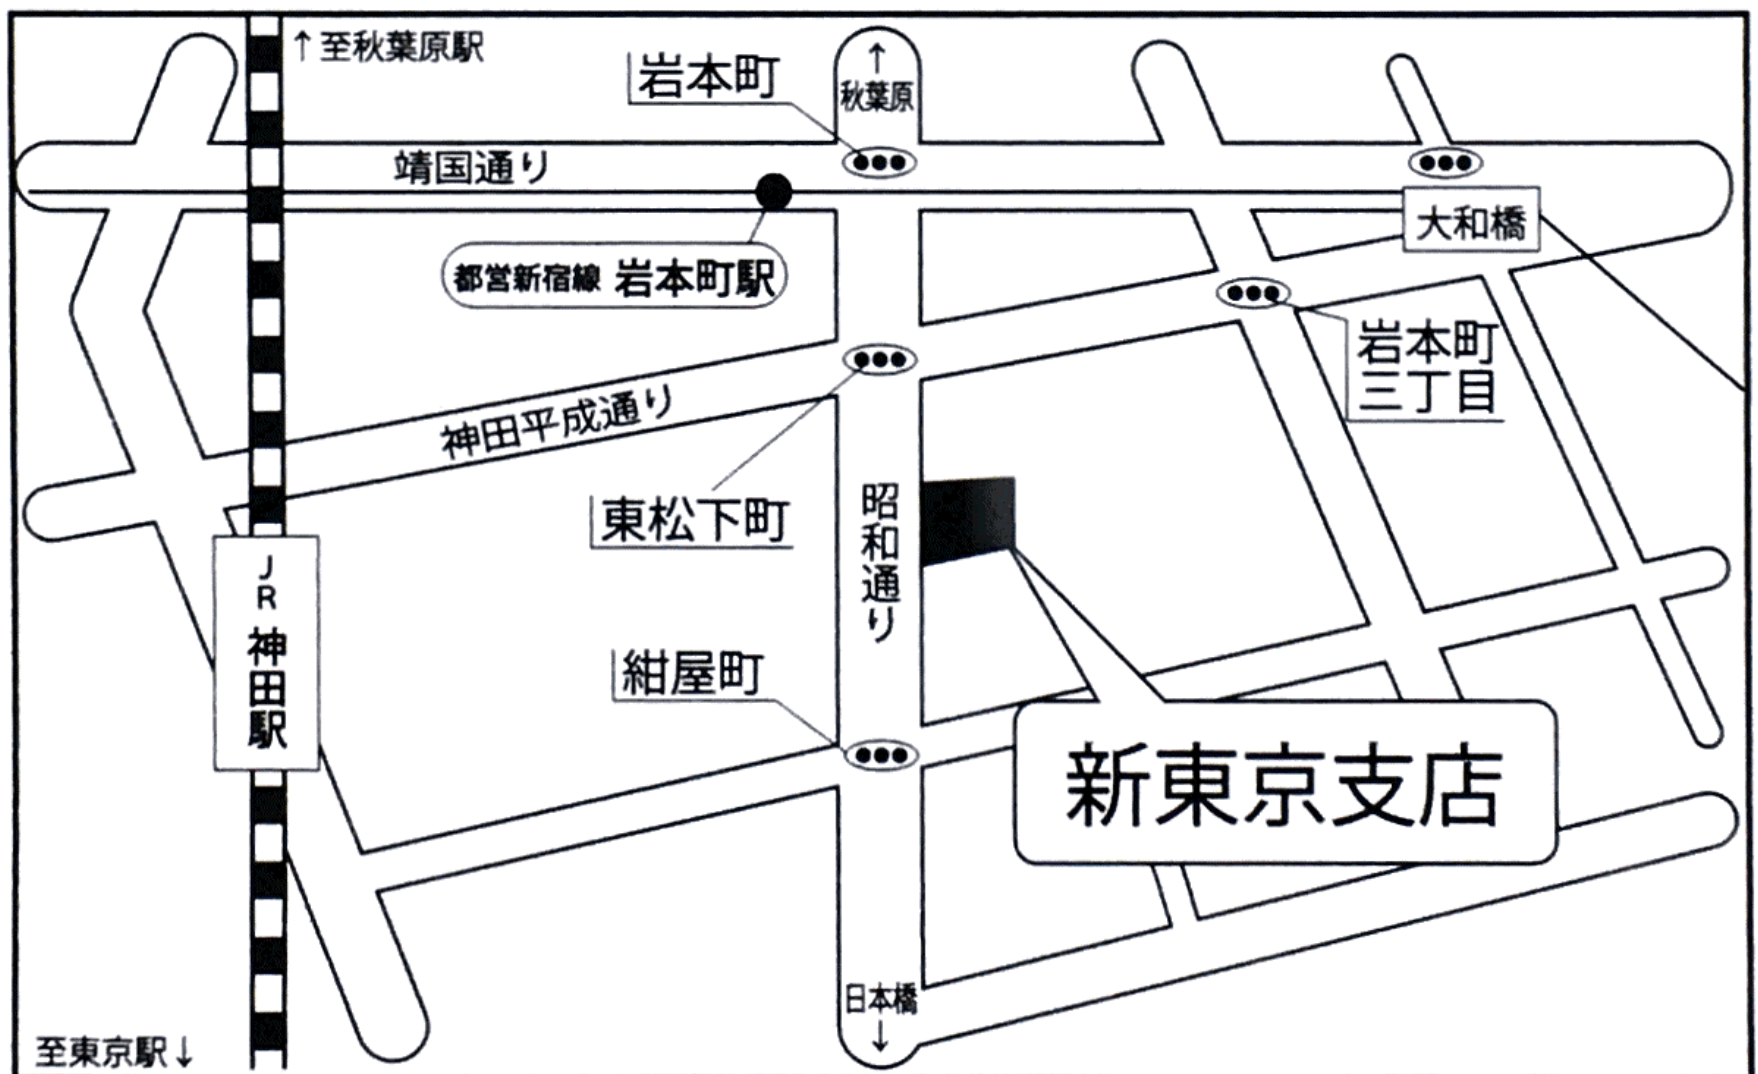 ↑至秋葉原駅
岩本町
↑
秋葉原
靖国通り
大和橋
都営新宿線 岩本町駅
岩本町
三丁目
神田平成通り
東松下町
昭和通り
JR 神田駅
紺屋町
新東京支店
日本橋
↓
至東京駅↓